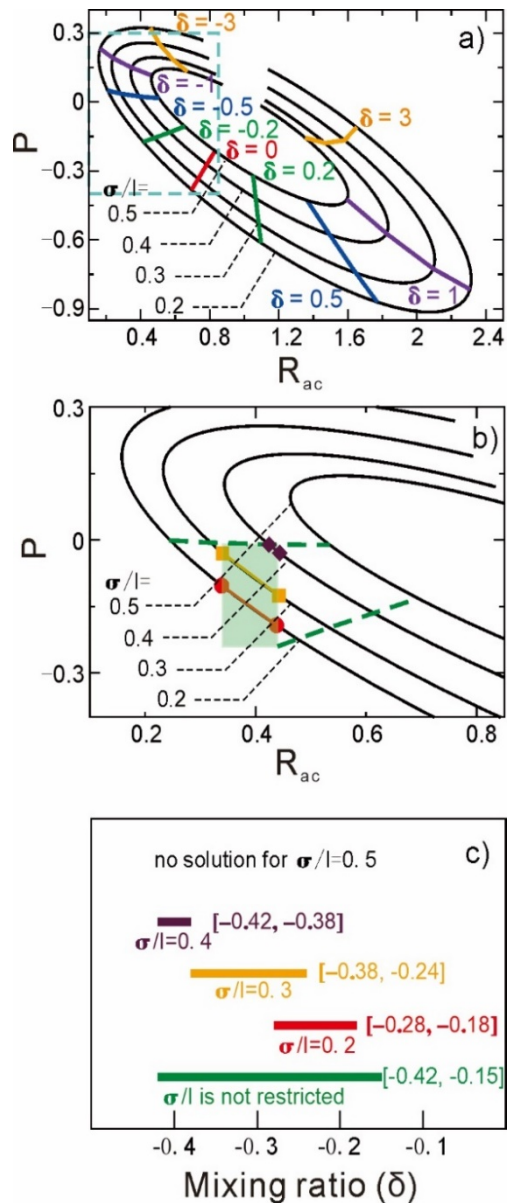 a)
0.3
0
−0.3
−0.6
−0.9
P
δ = -3
δ = -1
δ = -0.5
δ = -0.2
δ = 0
δ = 0.2
δ = 3
σ/I=
0.5
0.4
0.3
0.2
δ = 0.5
δ = 1
0.4 0.8 1.2 1.6 2 2.4
R_ac
b)
0.3
0
−0.3
P
σ/I=
0.5
0.4
0.3
0.2
0.2 0.4 0.6 0.8
R_ac
c)
no solution for σ/I=0. 5
[-0.42, -0.38]
σ/I=0. 4
[-0.38, -0.24]
σ/I=0. 3
[-0.28, -0.18]
σ/I=0. 2
[-0.42, -0.15]
σ/I is not restricted
-0.4 -0.3 -0.2 -0.1
Mixing ratio (δ)